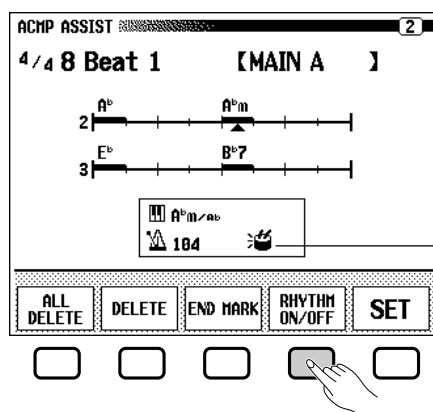 ACMP ASSIST 2
4/4 8 Beat 1 【MAIN A 】
A♭ A♭m
2
E♭ B♭7
3
A♭m/A♭
104
ALL DELETE DELETE END MARK RHYTHM ON/OFF SET